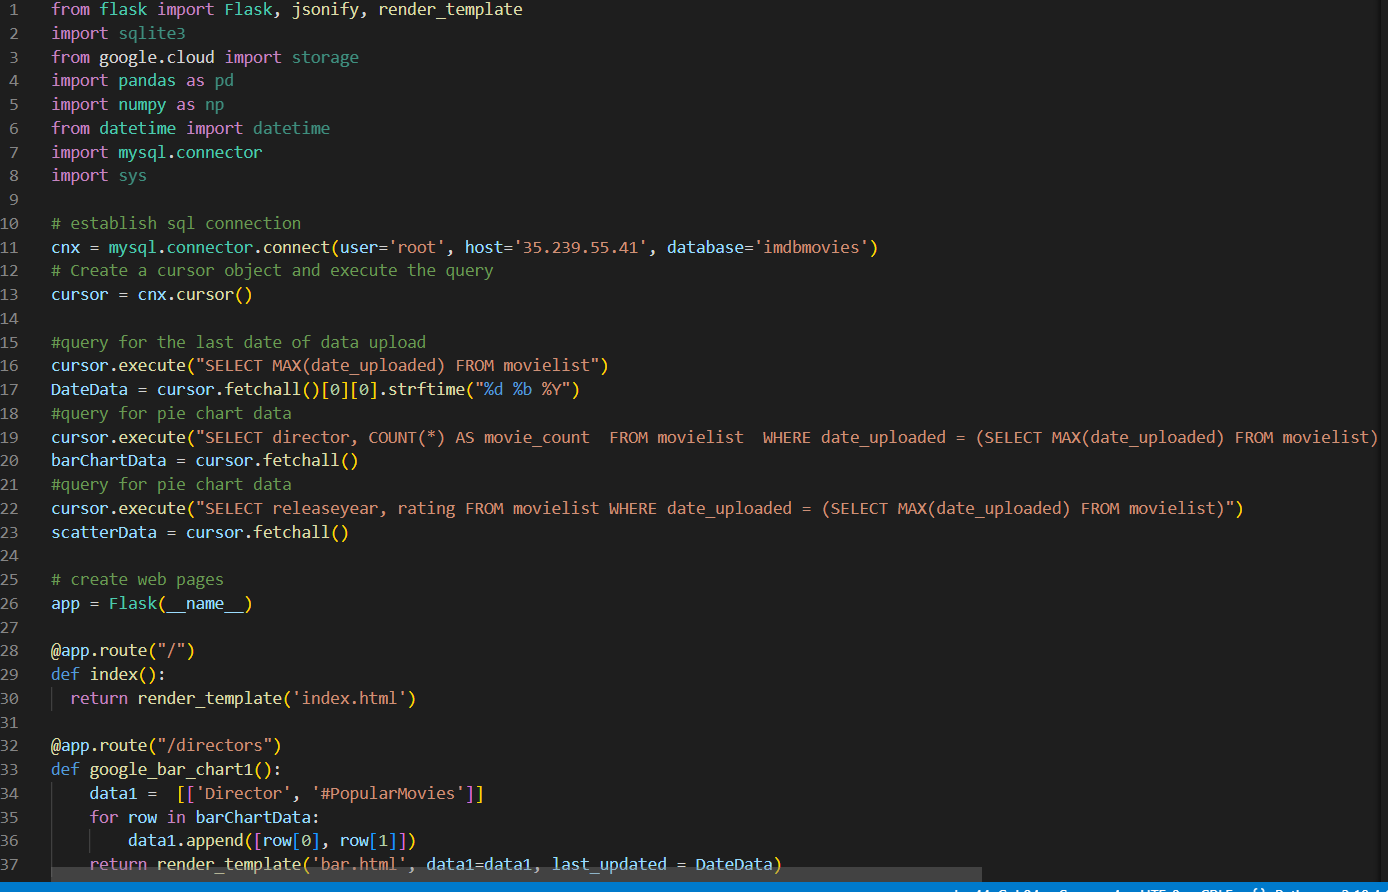 1 from flask import Flask, jsonify, render_template
2 import sqlite3
3 from google.cloud import storage
4 import pandas as pd
5 import numpy as np
6 from datetime import datetime
7 import mysql.connector
8 import sys
9
10 # establish sql connection
11 cnx = mysql.connector.connect(user='root', host='35.239.55.41', database='imdbmovies')
12 # Create a cursor object and execute the query
13 cursor = cnx.cursor()
14
15 #query for the last date of data upload
16 cursor.execute("SELECT MAX(date_uploaded) FROM movielist")
17 DateData = cursor.fetchall()[0][0].strftime("%d %b %Y")
18 #query for pie chart data
19 cursor.execute("SELECT director, COUNT(*) AS movie_count  FROM movielist  WHERE date_uploaded = (SELECT MAX(date_uploaded) FROM movielist)
20 barChartData = cursor.fetchall()
21 #query for pie chart data
22 cursor.execute("SELECT releaseyear, rating FROM movielist WHERE date_uploaded = (SELECT MAX(date_uploaded) FROM movielist)")
23 scatterData = cursor.fetchall()
24
25 # create web pages
26 app = Flask(__name__)
27
28 @app.route("/")
29 def index():
30   return render_template('index.html')
31
32 @app.route("/directors")
33 def google_bar_chart1():
34     data1 =  [['Director', '#PopularMovies']]
35     for row in barChartData:
36         data1.append([row[0], row[1]])
37     return render_template('bar.html', data1=data1, last_updated = DateData)